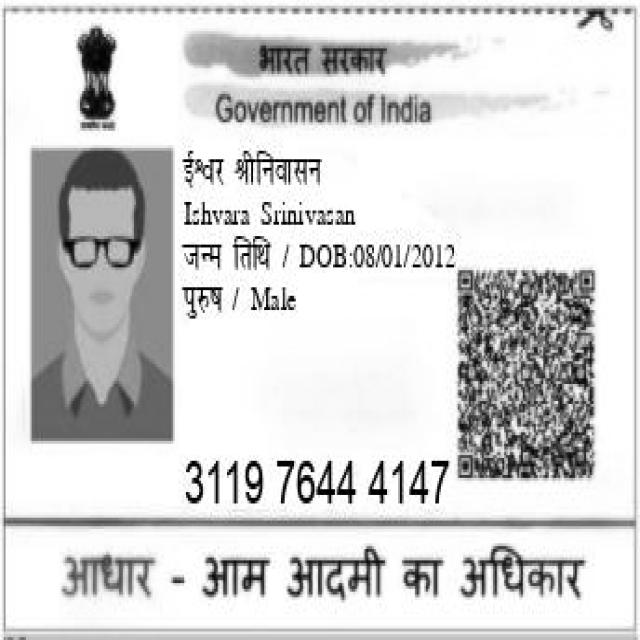 भारत सरकार
Government of India
ईश्वर श्रीनिवासन
Ishvara Srinivasan
जन्म तिथि / DOB:08/01/2012
पुरुष / Male
3119 7644 4147
आधार - आम आदमी का अधिकार